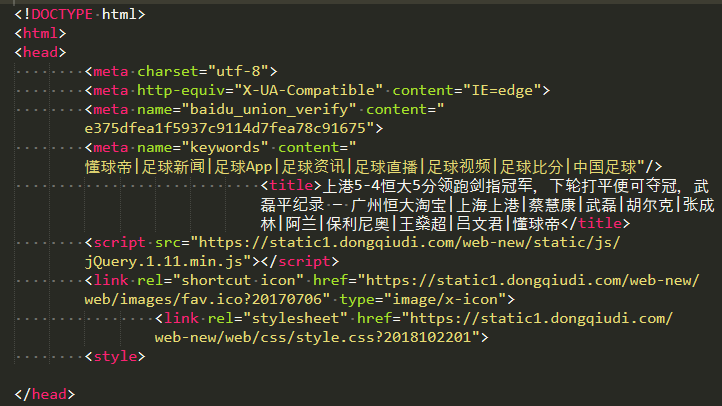 <!DOCTYPE html>
<html>
<head>
<meta charset="utf-8">
<meta http-equiv="X-UA-Compatible" content="IE=edge">
<meta name="baidu_union_verify" content="
e375dfea1f5937c9114d7fea78c91675">
<meta name="keywords" content="
懂球帝|足球新闻|足球App|足球资讯|足球直播|足球视频|足球比分|中国足球"/>
<title>上港5-4恒大5分领跑剑指冠军，下轮打平便可夺冠，武
磊平纪录 - 广州恒大淘宝|上海上港|蔡慧康|武磊|胡尔克|张成
林|阿兰|保利尼奥|王燊超|吕文君|懂球帝</title>
<script src="https://static1.dongqiudi.com/web-new/static/js/
jQuery.1.11.min.js"></script>
<link rel="shortcut icon" href="https://static1.dongqiudi.com/web-new/
web/images/fav.ico?20170706" type="image/x-icon">
<link rel="stylesheet" href="https://static1.dongqiudi.com/
web-new/web/css/style.css?2018102201">
<style>
</head>